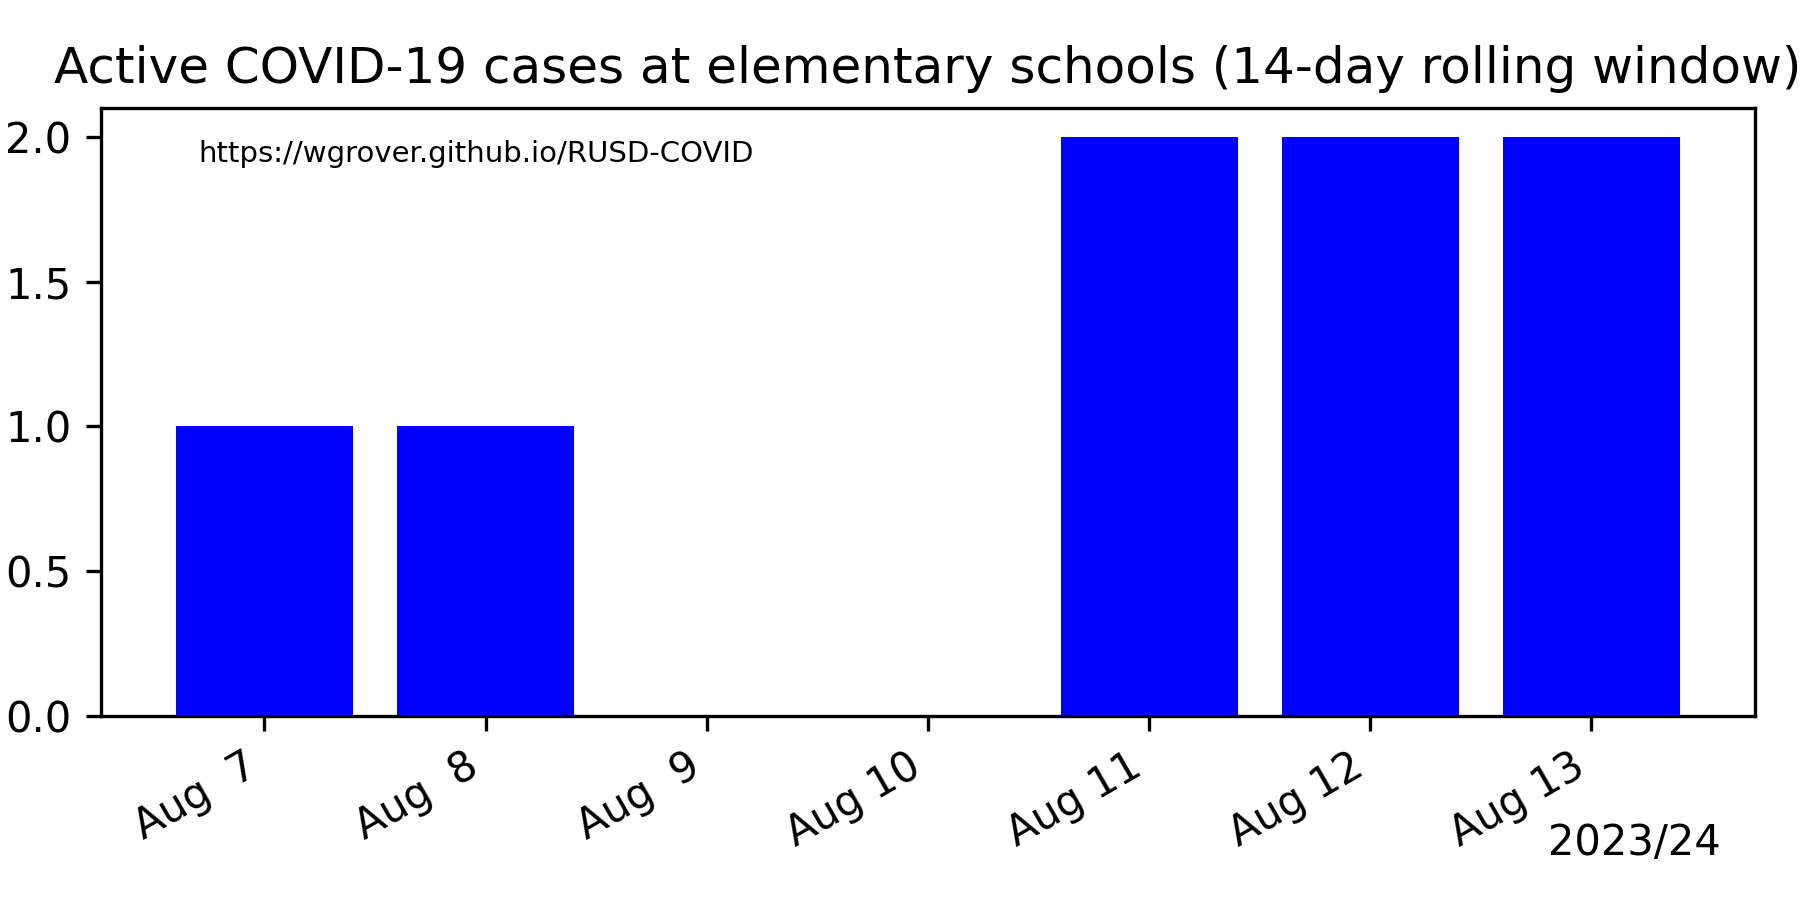 Active COVID-19 cases at elementary schools (14-day rolling window)
https://wgrover.github.io/RUSD-COVID
2.0
1.5
1.0
0.5
0.0
Aug 7
Aug 8
Aug 9
Aug 10
Aug 11
Aug 12
Aug 13
2023/24